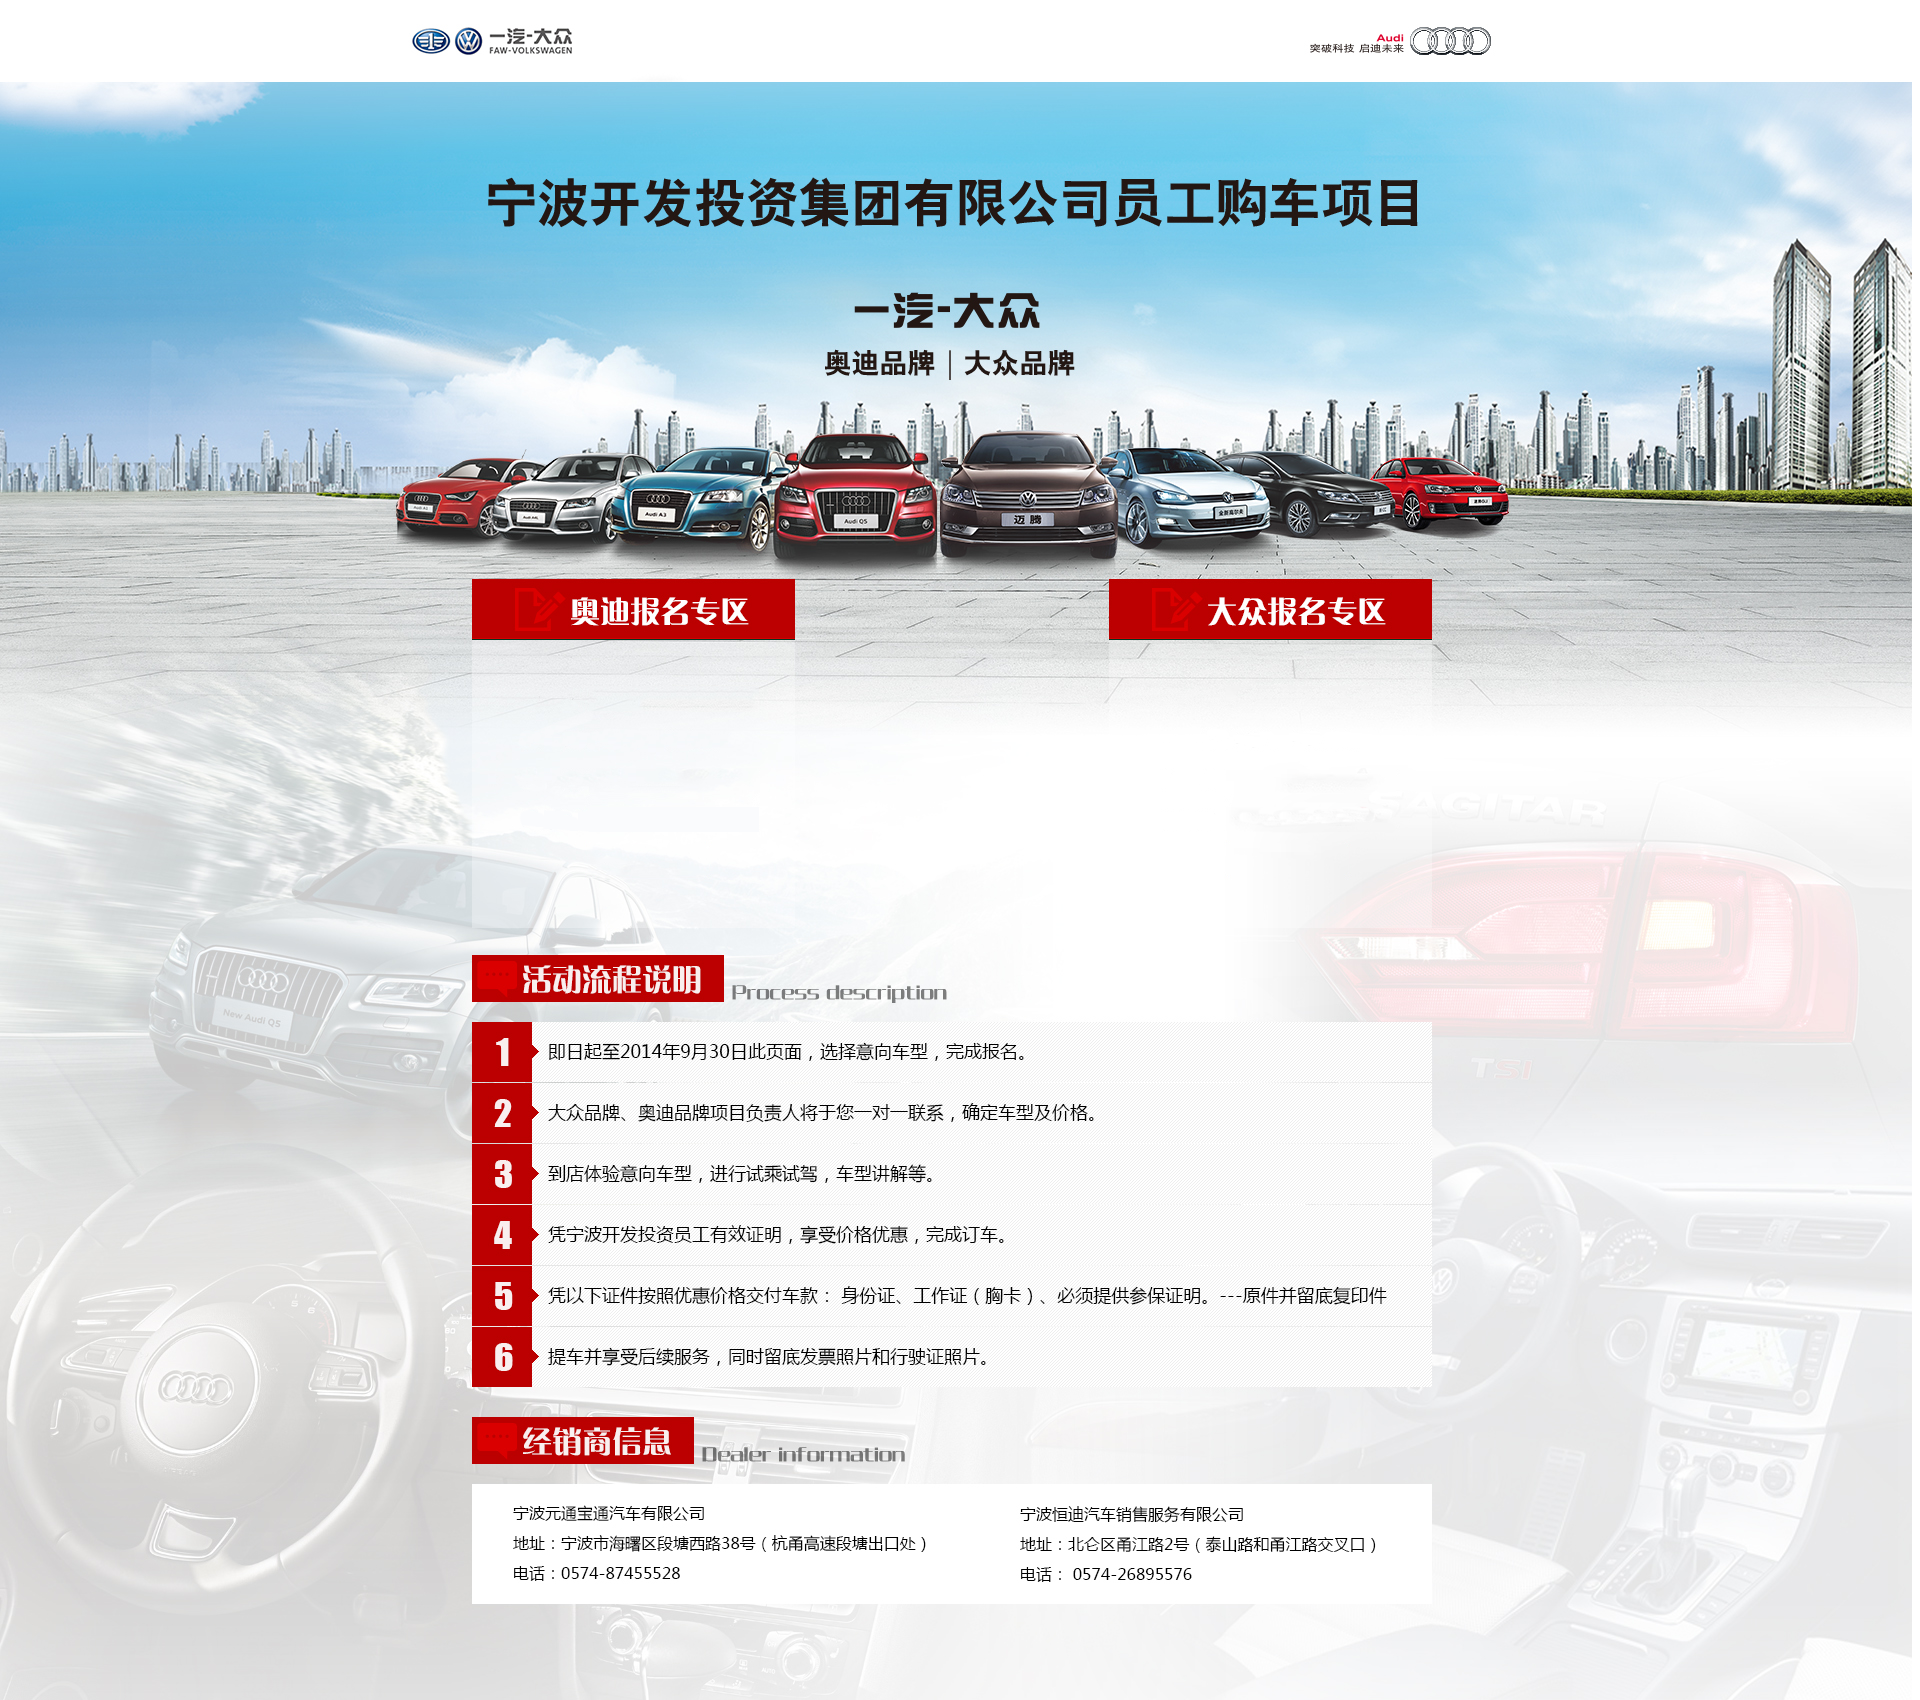 一汽-大众
FAW-VOLKSWAGEN
Audi
突破科技 启迪未来
宁波开发投资集团有限公司员工购车项目
一汽-大众
奥迪品牌 | 大众品牌
Audi A3
Audi Q5
迈腾
全新高尔夫
奥迪报名专区
大众报名专区
SAGITAR
New Audi Q5
TSI
活动流程说明
Process description
1 即日起至2014年9月30日此页面，选择意向车型，完成报名。
2 大众品牌、奥迪品牌项目负责人将于您一对一联系，确定车型及价格。
3 到店体验意向车型，进行试乘试驾，车型讲解等。
4 凭宁波开发投资员工有效证明，享受价格优惠，完成订车。
5 凭以下证件按照优惠价格交付车款： 身份证、工作证（胸卡）、必须提供参保证明。---原件并留底复印件
6 提车并享受后续服务，同时留底发票照片和行驶证照片。
经销商信息
Dealer information
宁波元通宝通汽车有限公司
地址：宁波市海曙区段塘西路38号（杭甬高速段塘出口处）
电话：0574-87455528
宁波恒迪汽车销售服务有限公司
地址：北仑区甬江路2号（泰山路和甬江路交叉口）
电话： 0574-26895576